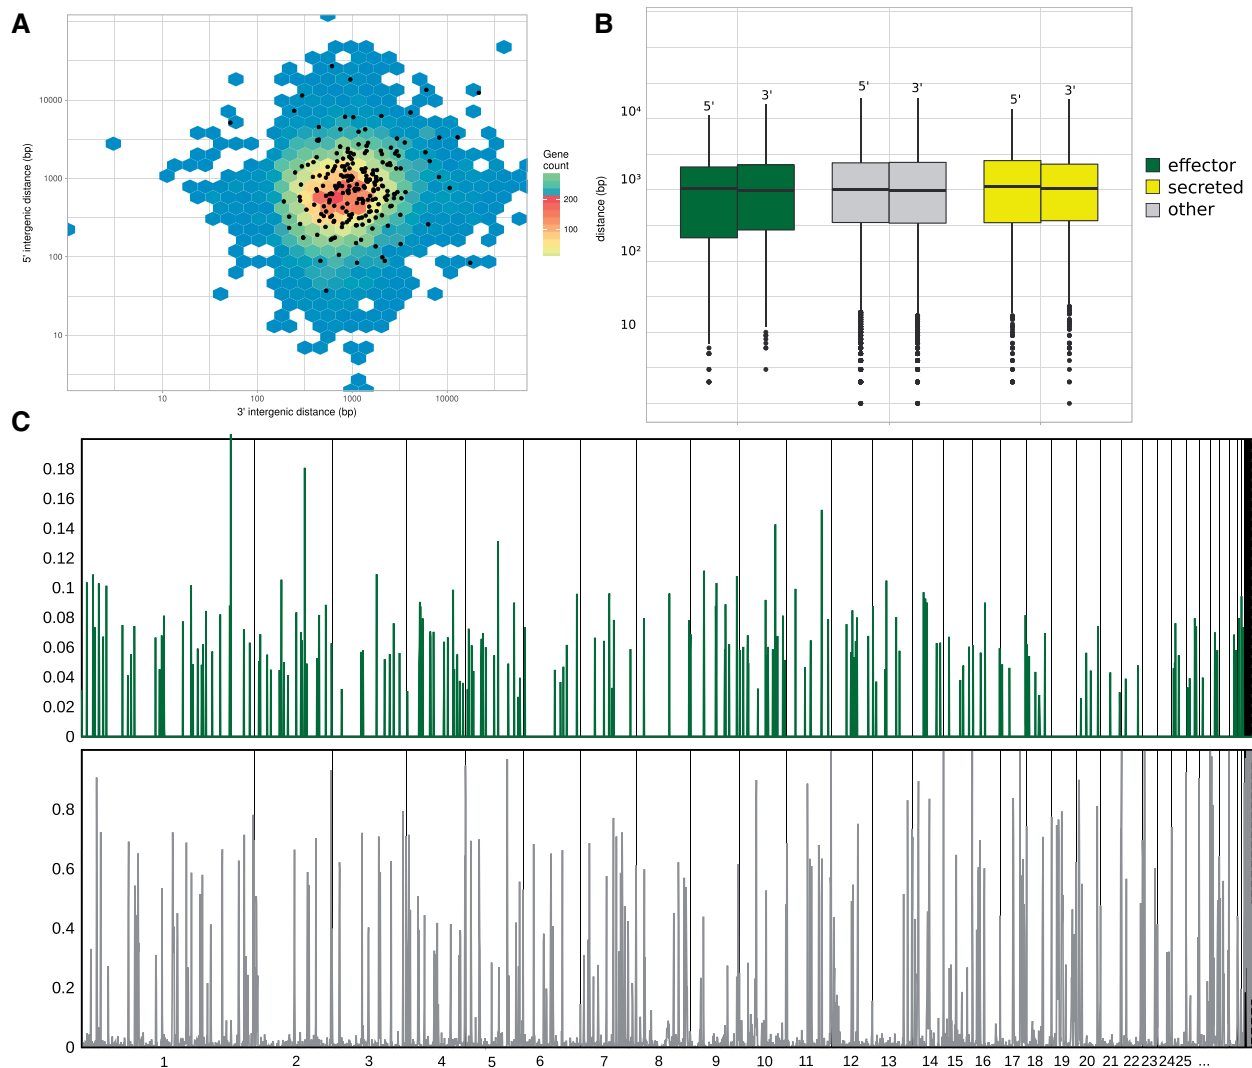 A
10000
1000
100
10
5' intergenic distance (bp)
10
100
1000
10000
3' intergenic distance (bp)
Gene
count
200
100
B
10⁴
10³
10²
10
distance (bp)
5'
3'
5'
3'
5'
3'
effector
secreted
other
C
0.18
0.16
0.14
0.12
0.1
0.08
0.06
0.04
0.02
0
0.8
0.6
0.4
0.2
0
1 2 3 4 5 6 7 8 9 10 11 12 13 14 15 16 17 18 19 20 21 22 23 24 25 ...